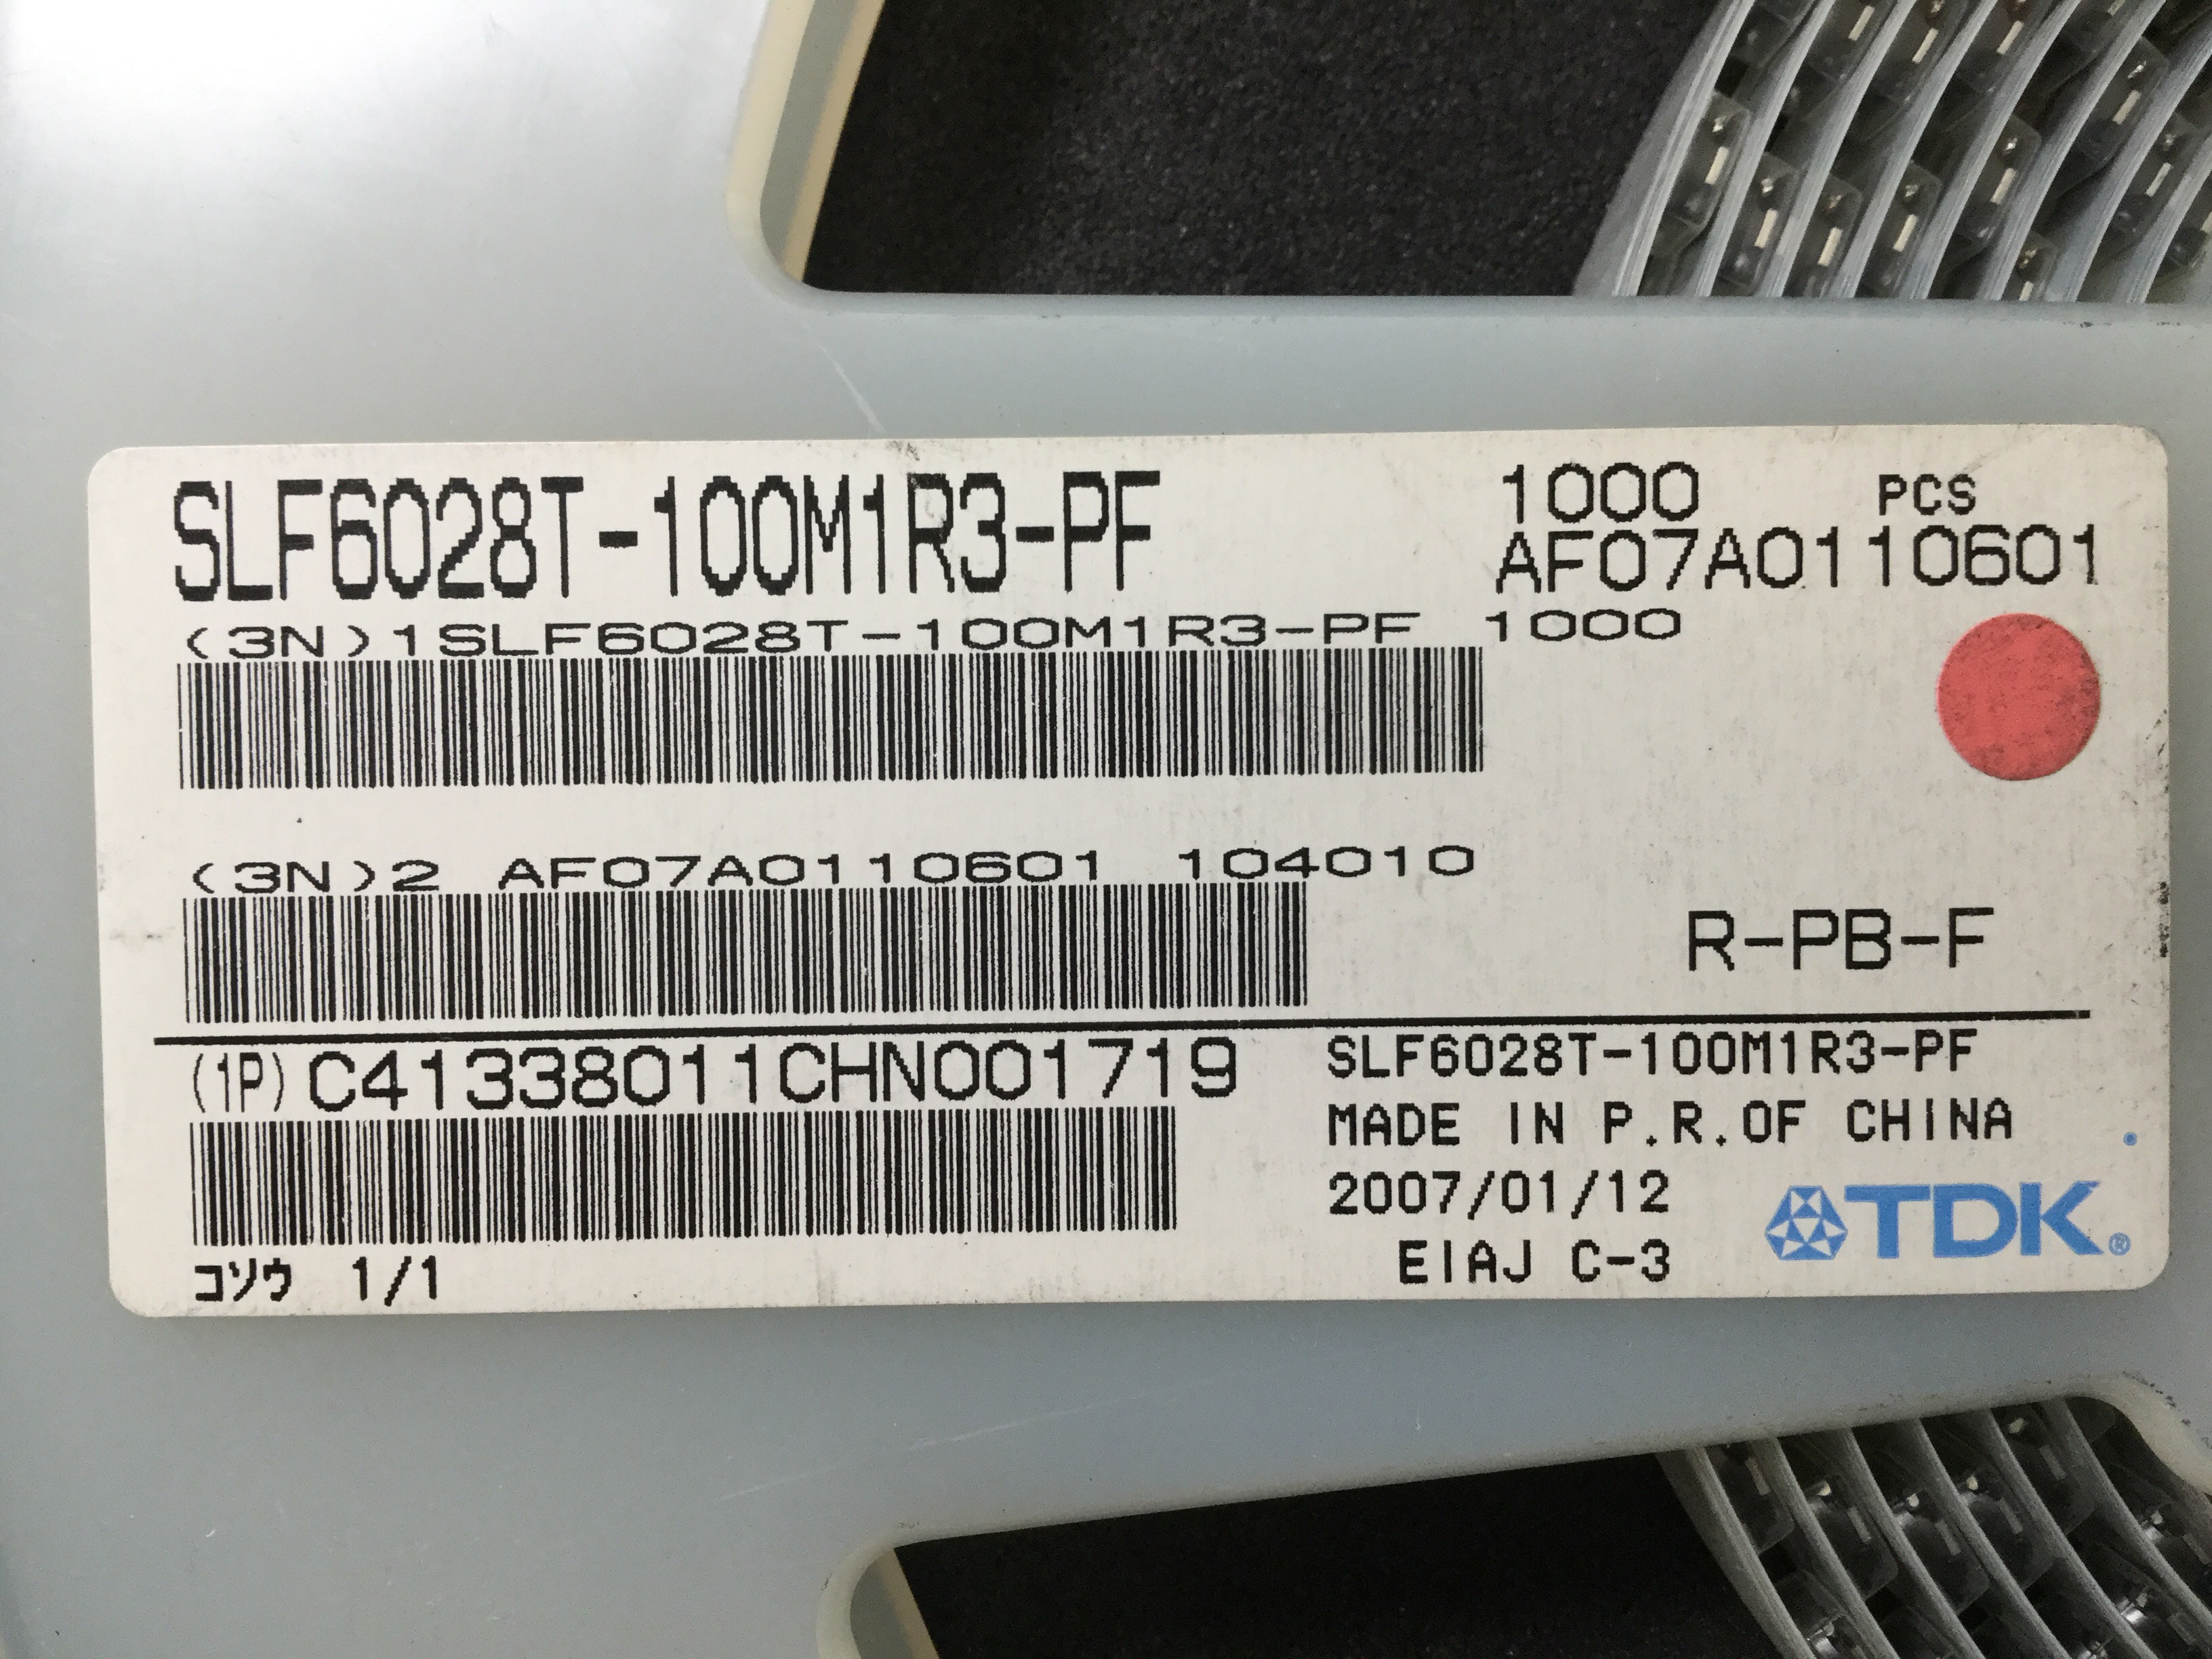 SLF6028T-100M1R3-PF 1000 PCS
AF07A0110601
(3N)1SLF6028T-100M1R3-PF 1000
(3N)2 AF07A0110601 104010
R-PB-F
(1P) C41338011CHN001719
SLF6028T-100M1R3-PF
MADE IN P.R.OF CHINA
2007/01/12
EIAJ C-3
TDK®
コソウ 1/1